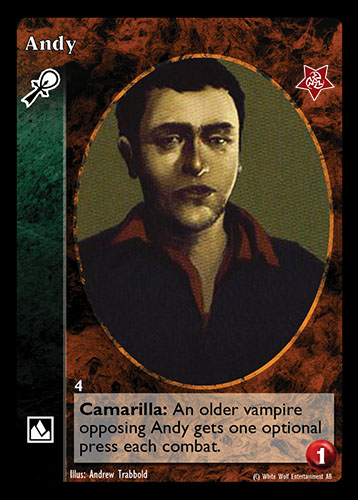 Andy
4
Camarilla: An older vampire
opposing Andy gets one optional
press each combat.
1
Illus: Andrew Trabbold
(C) White Wolf Entertainment AB